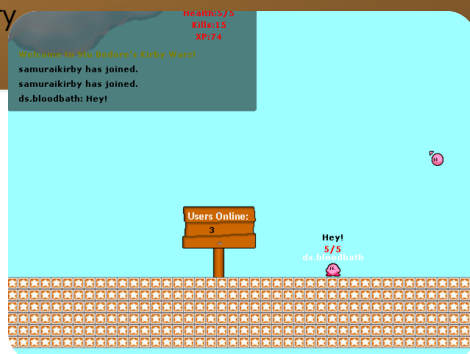 ry
Health:5/5
Kills:15
XP:74
samuraikirby has joined.
samuraikirby has joined.
ds.bloodbath: Hey!
Users Online:
3
Hey!
5/5
ds.bloodbath